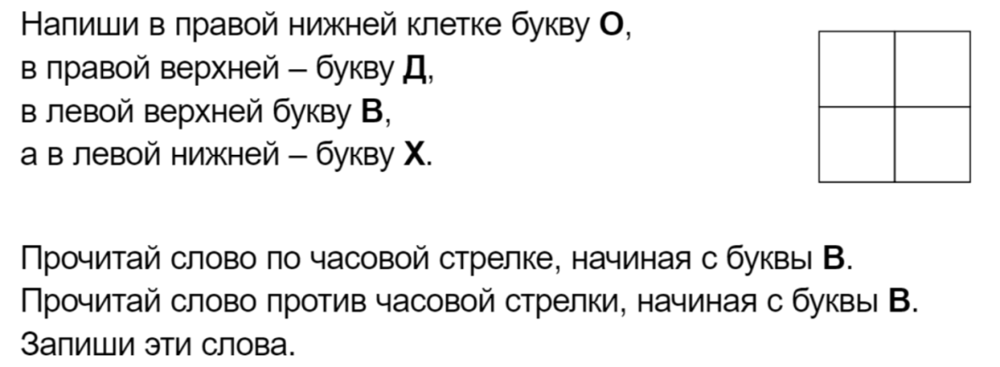 Напиши в правой нижней клетке букву О,
в правой верхней – букву Д,
в левой верхней букву В,
а в левой нижней – букву Х.
Прочитай слово по часовой стрелке, начиная с буквы В.
Прочитай слово против часовой стрелки, начиная с буквы В.
Запиши эти слова.